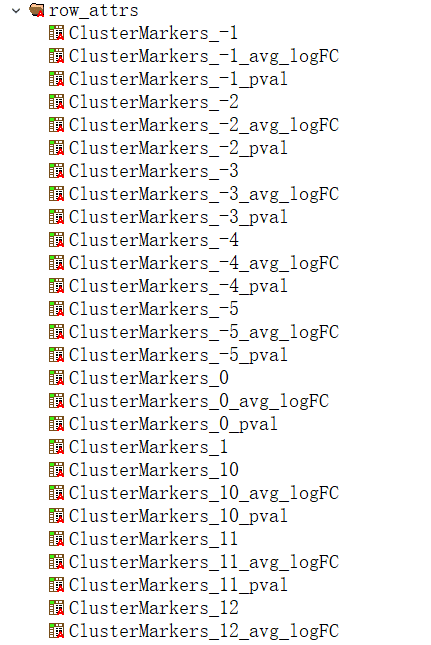 row_attrs
ClusterMarkers_-1
ClusterMarkers_-1_avg_logFC
ClusterMarkers_-1_pval
ClusterMarkers_-2
ClusterMarkers_-2_avg_logFC
ClusterMarkers_-2_pval
ClusterMarkers_-3
ClusterMarkers_-3_avg_logFC
ClusterMarkers_-3_pval
ClusterMarkers_-4
ClusterMarkers_-4_avg_logFC
ClusterMarkers_-4_pval
ClusterMarkers_-5
ClusterMarkers_-5_avg_logFC
ClusterMarkers_-5_pval
ClusterMarkers_0
ClusterMarkers_0_avg_logFC
ClusterMarkers_0_pval
ClusterMarkers_1
ClusterMarkers_10
ClusterMarkers_10_avg_logFC
ClusterMarkers_10_pval
ClusterMarkers_11
ClusterMarkers_11_avg_logFC
ClusterMarkers_11_pval
ClusterMarkers_12
ClusterMarkers_12_avg_logFC